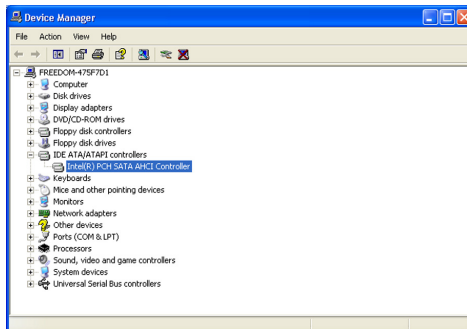 Device Manager
File Action View Help
FREEDOM-475F7D1
Computer
Disk drives
Display adapters
DVD/CD-ROM drives
Floppy disk controllers
Floppy disk drives
IDE ATA/ATAPI controllers
Intel(R) PCH SATA AHCI Controller
Keyboards
Mice and other pointing devices
Monitors
Network adapters
Other devices
Ports (COM & LPT)
Processors
Sound, video and game controllers
System devices
Universal Serial Bus controllers